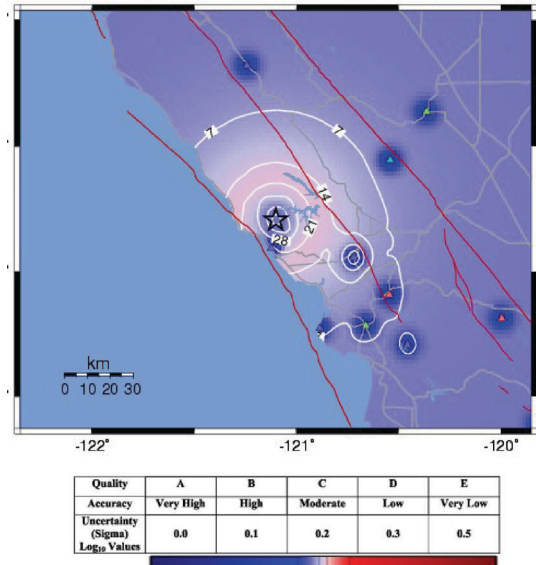 7
7
14
21
28
km
0 10 20 30
-122° -121° -120°
Quality A B C D E
Accuracy Very High High Moderate Low Very Low
Uncertainty
(Sigma)
Log10 Values 0.0 0.1 0.2 0.3 0.5